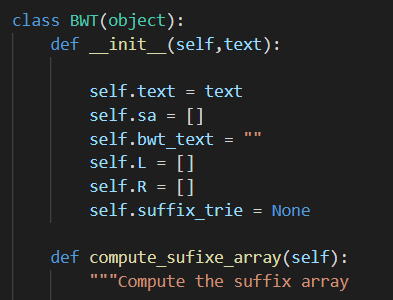 class BWT(object):
    def __init__(self,text):
        self.text = text
        self.sa = []
        self.bwt_text = ""
        self.L = []
        self.R = []
        self.suffix_trie = None
    def compute_sufixe_array(self):
        """Compute the suffix array